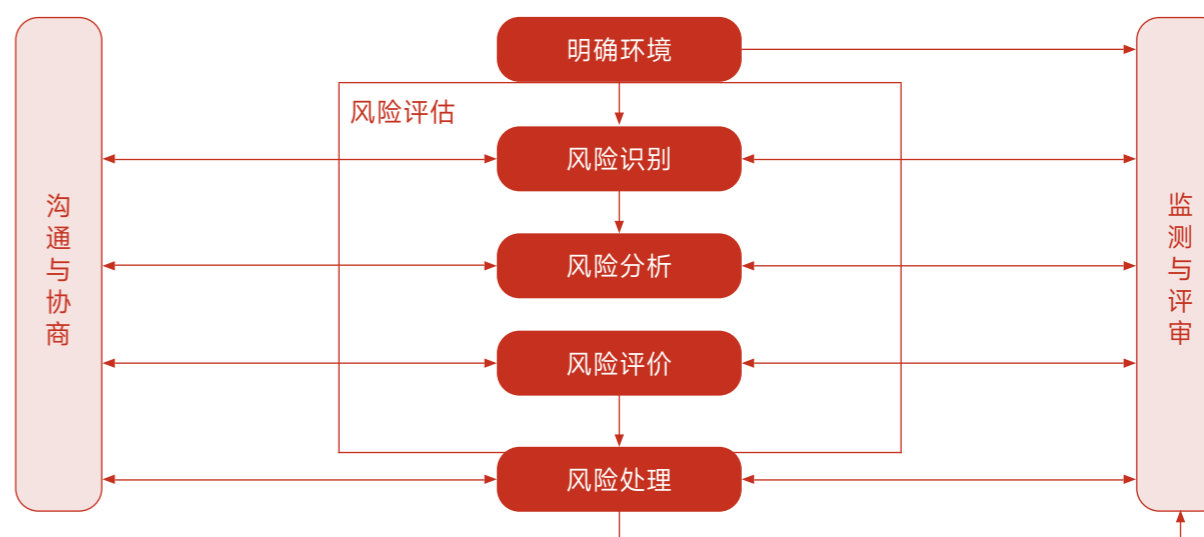 明确环境
风险评估
风险识别
沟通与协商
监测与评审
风险分析
风险评价
风险处理